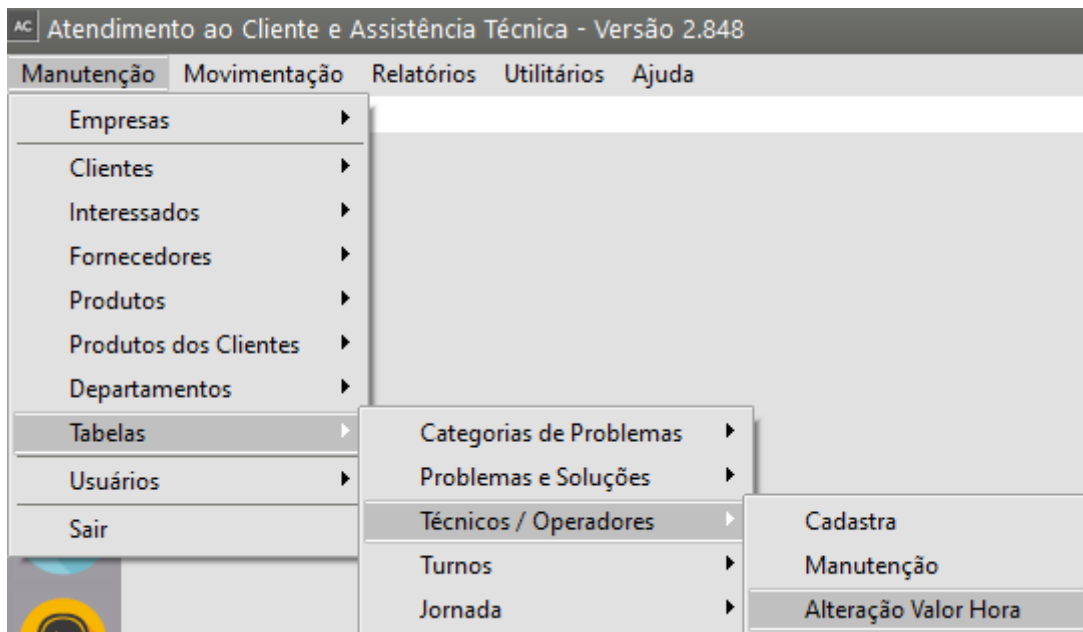 AC Atendimento ao Cliente e Assistência Técnica - Versão 2.848
Manutenção Movimentação Relatórios Utilitários Ajuda
Empresas
Clientes
Interessados
Fornecedores
Produtos
Produtos dos Clientes
Departamentos
Tabelas
Usuários
Sair
Categorias de Problemas
Problemas e Soluções
Técnicos / Operadores
Turnos
Jornada
Cadastra
Manutenção
Alteração Valor Hora